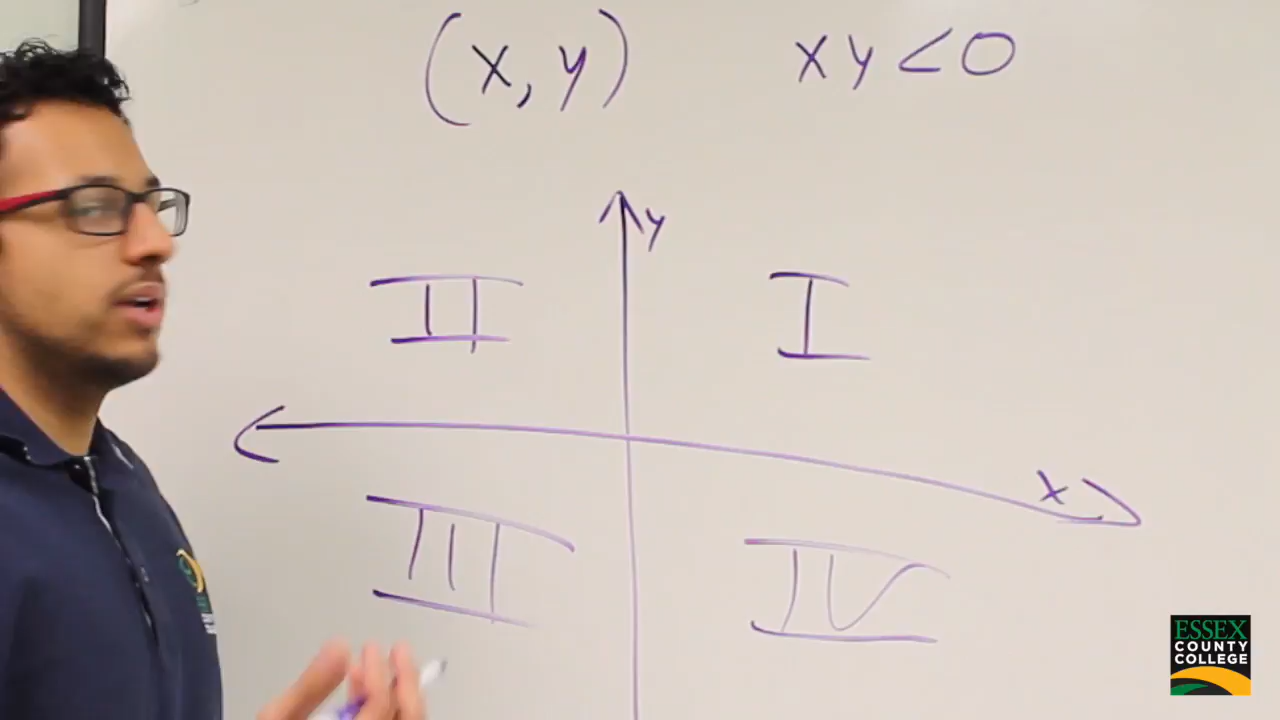 (x, y) xy < 0
y
II I
x
III IV
ESSEX
COUNTY
COLLEGE